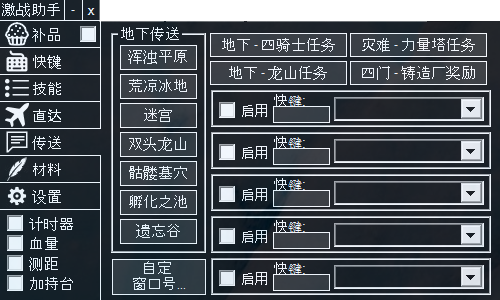 激战助手 - x
补品
快键
技能
直达
传送
材料
设置
计时器
血量
测距
加持台
地下传送
浑浊平原
荒凉冰地
迷宫
双头龙山
骷髅墓穴
孵化之池
遗忘谷
自定
窗口号...
地下 - 四骑士任务
灾难 - 力量塔任务
地下 - 龙山任务
四门 - 铸造厂奖励
启用 快键:
启用 快键:
启用 快键:
启用 快键:
启用 快键: